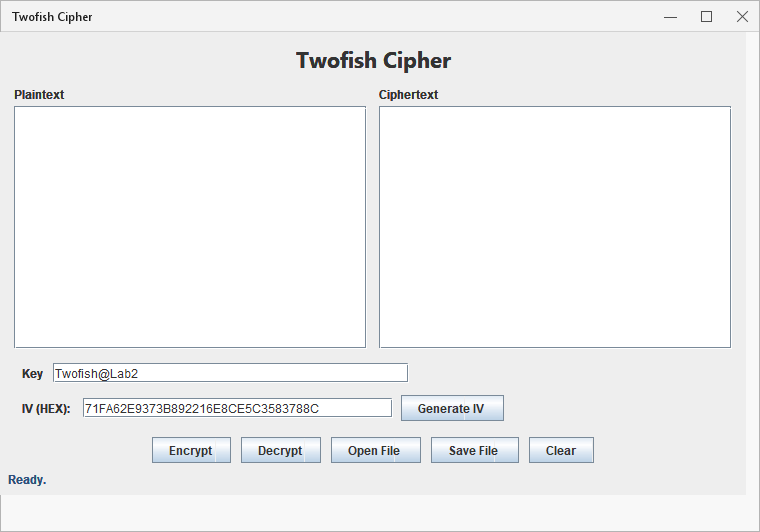 Twofish Cipher
Twofish Cipher
Plaintext
Ciphertext
Key
Twofish@Lab2
IV (HEX):
71FA62E9373B892216E8CE5C3583788C
Generate IV
Encrypt
Decrypt
Open File
Save File
Clear
Ready.